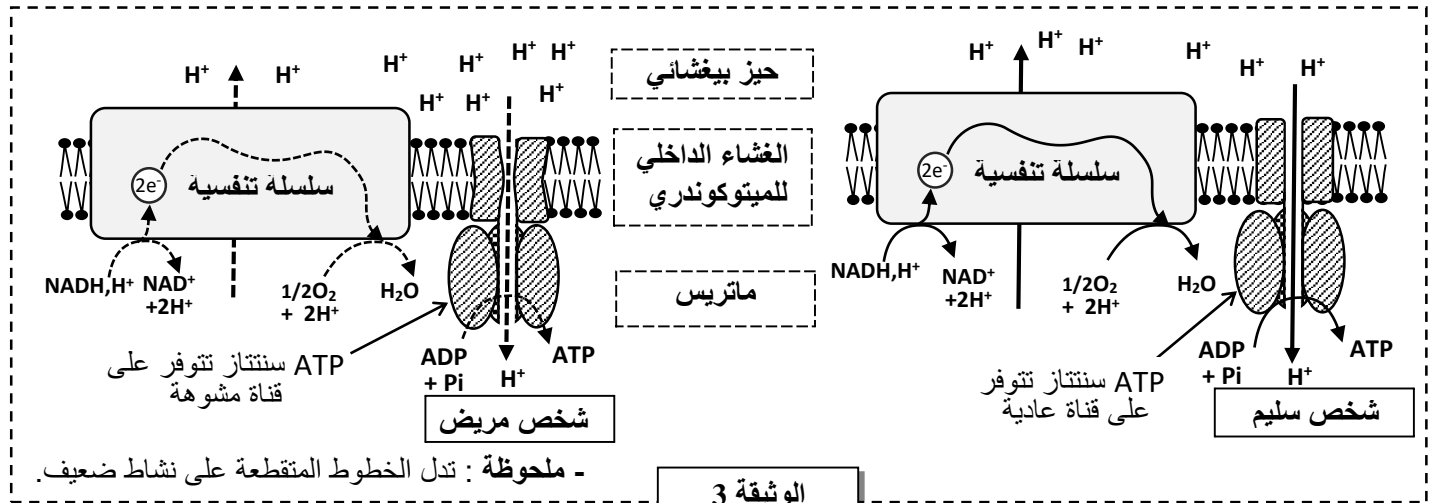 H⁺ H⁺ H⁺ H⁺ H⁺ H⁺ H⁺ H⁺ H⁺
حيز بيغشائي
H⁺ H⁺ H⁺ H⁺ H⁺ H⁺
الغشاء الداخلي
للميتوكوندري
ماتريس
2e⁻
سلسلة تنفسية
NADH,H⁺
NAD⁺
+2H⁺
1/2O₂
+ 2H⁺
H₂O
ADP
+ Pi
ATP
H⁺
ATP سنتتاز تتوفر على
قناة مشوهة
شخص مريض
2e⁻
سلسلة تنفسية
NADH,H⁺
NAD⁺
+2H⁺
1/2O₂
+ 2H⁺
H₂O
ADP
+ Pi
ATP
H⁺
ATP سنتتاز تتوفر
على قناة عادية
شخص سليم
- ملحوظة : تدل الخطوط المتقطعة على نشاط ضعيف.
الوثيقة 3